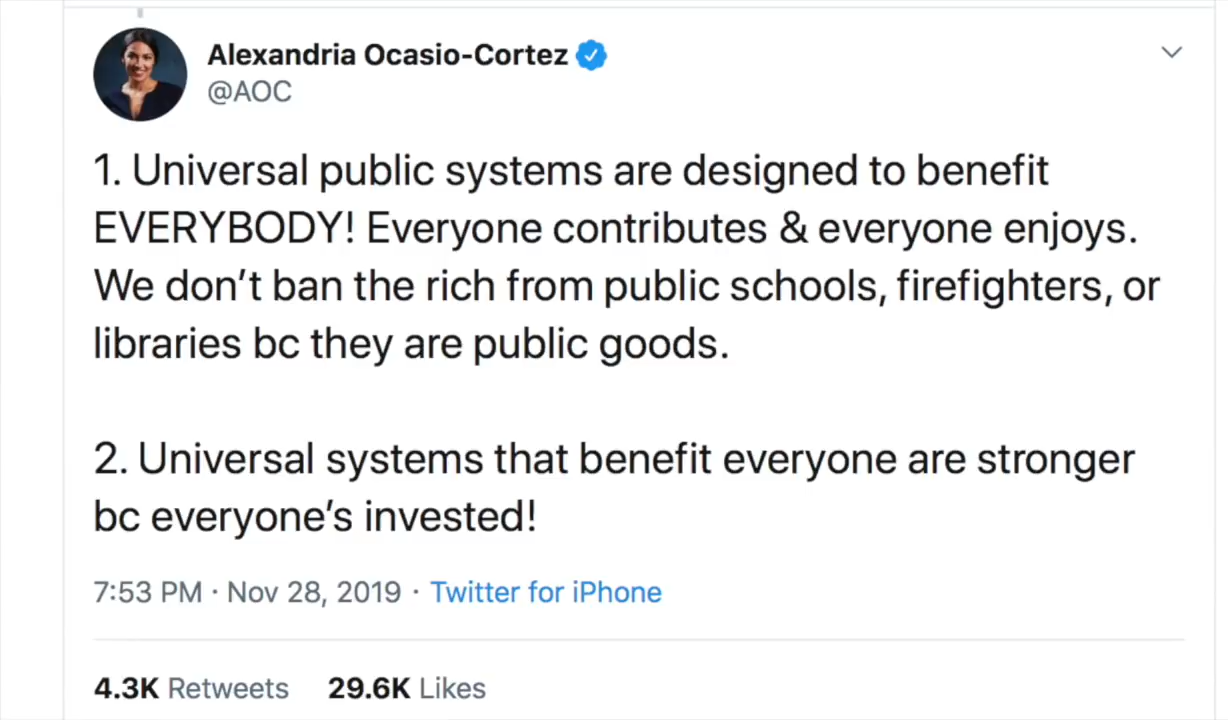 Alexandria Ocasio-Cortez
@AOC
1. Universal public systems are designed to benefit
EVERYBODY! Everyone contributes & everyone enjoys.
We don’t ban the rich from public schools, firefighters, or
libraries bc they are public goods.
2. Universal systems that benefit everyone are stronger
bc everyone’s invested!
7:53 PM · Nov 28, 2019 · Twitter for iPhone
4.3K Retweets 29.6K Likes